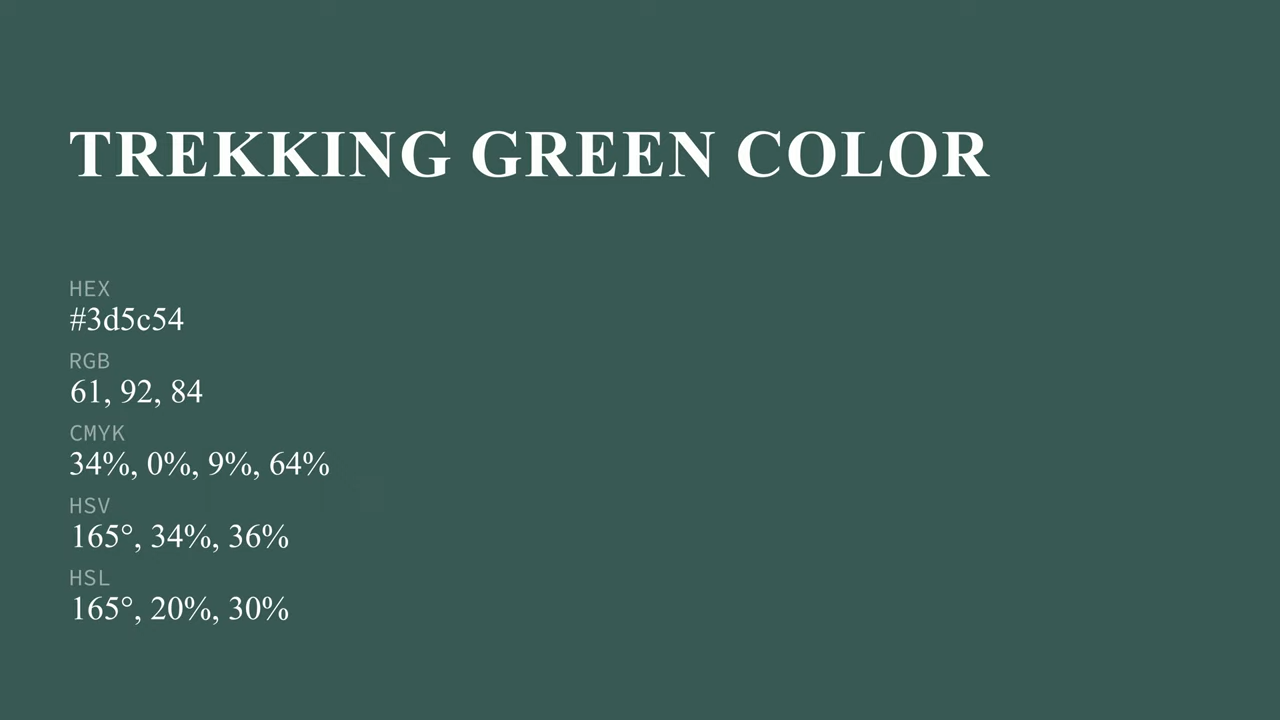 TREKKING GREEN COLOR
HEX
#3d5c54
RGB
61, 92, 84
CMYK
34%, 0%, 9%, 64%
HSV
165°, 34%, 36%
HSL
165°, 20%, 30%